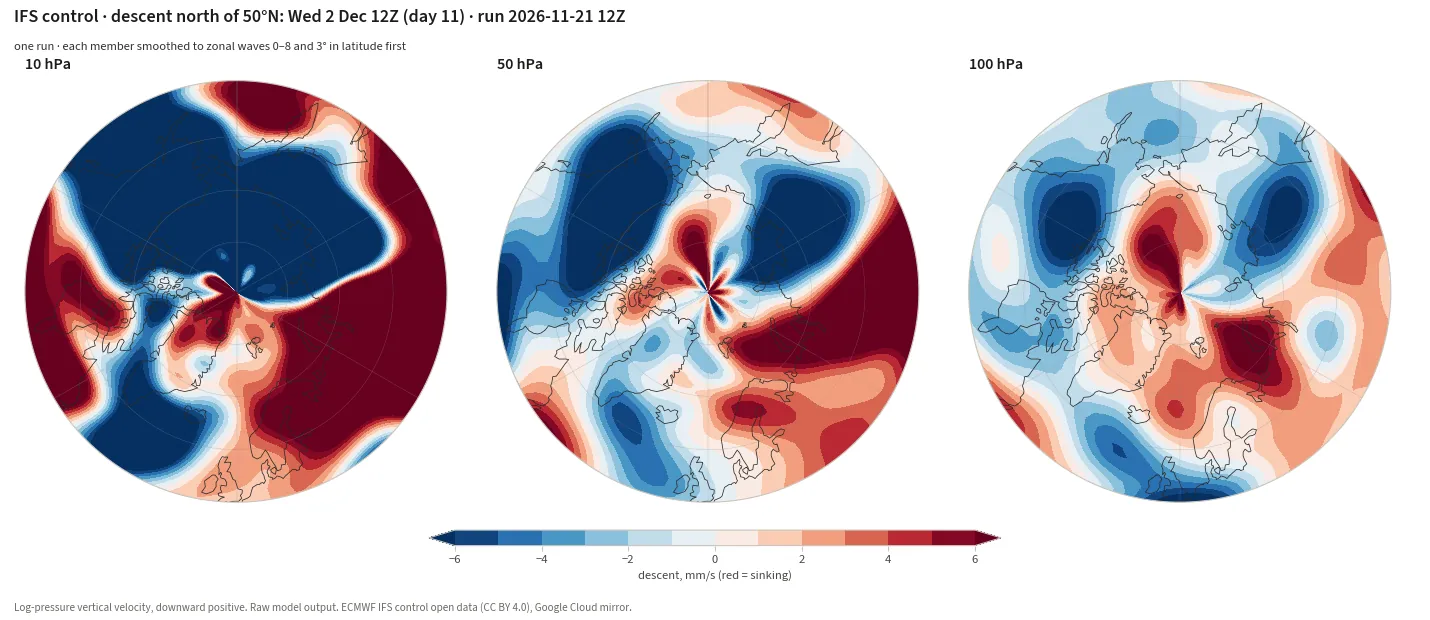 IFS control · descent north of 50°N: Wed 2 Dec 12Z (day 11) · run 2026-11-21 12Z
one run · each member smoothed to zonal waves 0–8 and 3° in latitude first
10 hPa
50 hPa
100 hPa
−6 −4 −2 0 2 4 6
descent, mm/s (red = sinking)
Log-pressure vertical velocity, downward positive. Raw model output. ECMWF IFS control open data (CC BY 4.0), Google Cloud mirror.